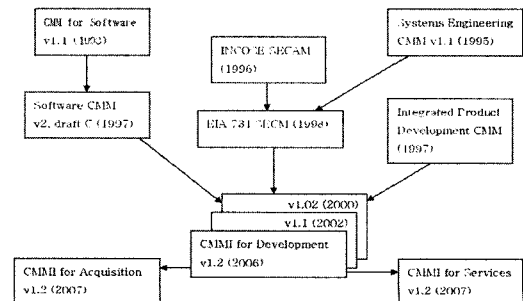 CMM for Software
v1.1 (1993)
INCOSE SECAM
(1996)
Systems Engineering
CMM v1.1 (1995)
Software CMM
v2, draft C (1997)
EIA 731 SECM (1998)
Integrated Product
Development CMM
(1997)
v1.02 (2000)
v1.1 (2002)
CMMI for Development
v1.2 (2006)
CMMI for Acquisition
v1.2 (2007)
CMMI for Services
v1.2 (2007)